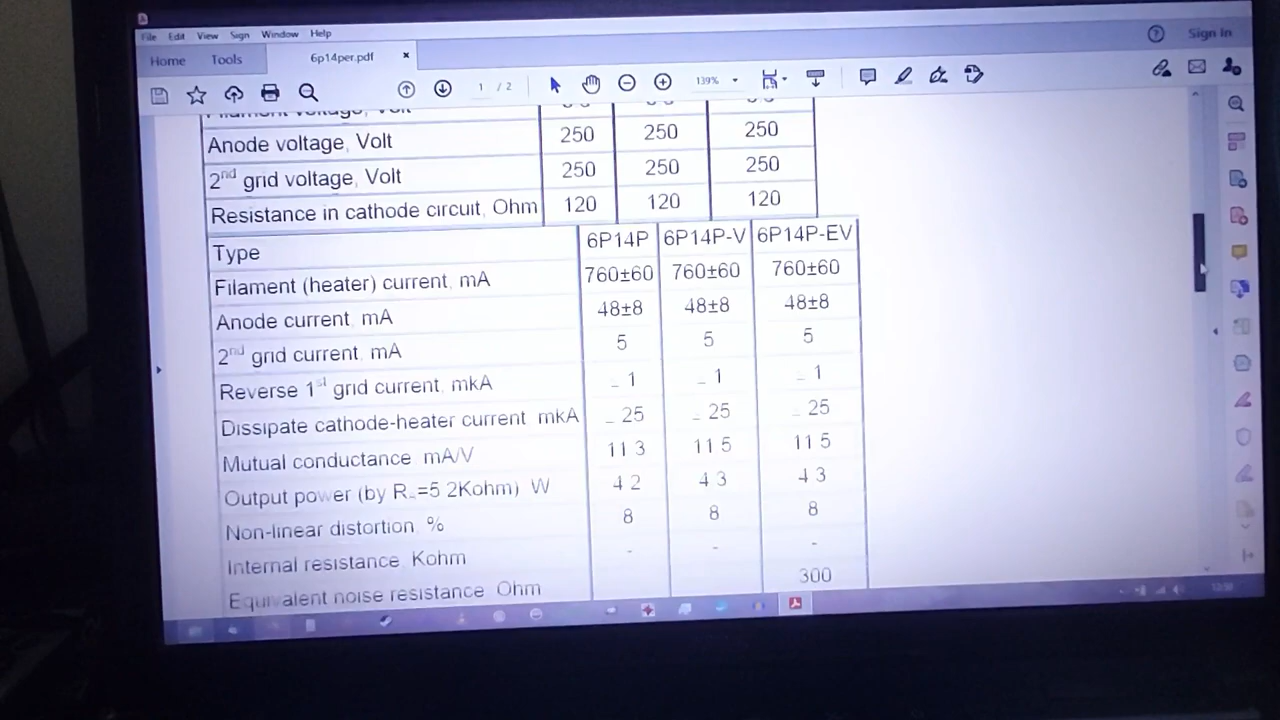 File Edit View Sign Window Help
Home Tools 6p14per.pdf × Sign In
1 / 2 139%
Filament voltage, Volt
Anode voltage, Volt 250 250 250
2nd grid voltage, Volt 250 250 250
Resistance in cathode circuit, Ohm 120 120 120
Type 6P14P 6P14P-V 6P14P-EV
Filament (heater) current, mA 760±60 760±60 760±60
Anode current, mA 48±8 48±8 48±8
2nd grid current, mA 5 5 5
Reverse 1st grid current, mkA 1 1 1
Dissipate cathode-heater current mkA 25 25 25
Mutual conductance mA/V 11 3 11 5 11 5
Output power (by R =5 2Kohm) W 4 2 4 3 4 3
Non-linear distortion, % 8 8 8
Internal resistance Kohm - - -
Equivalent noise resistance Ohm 300